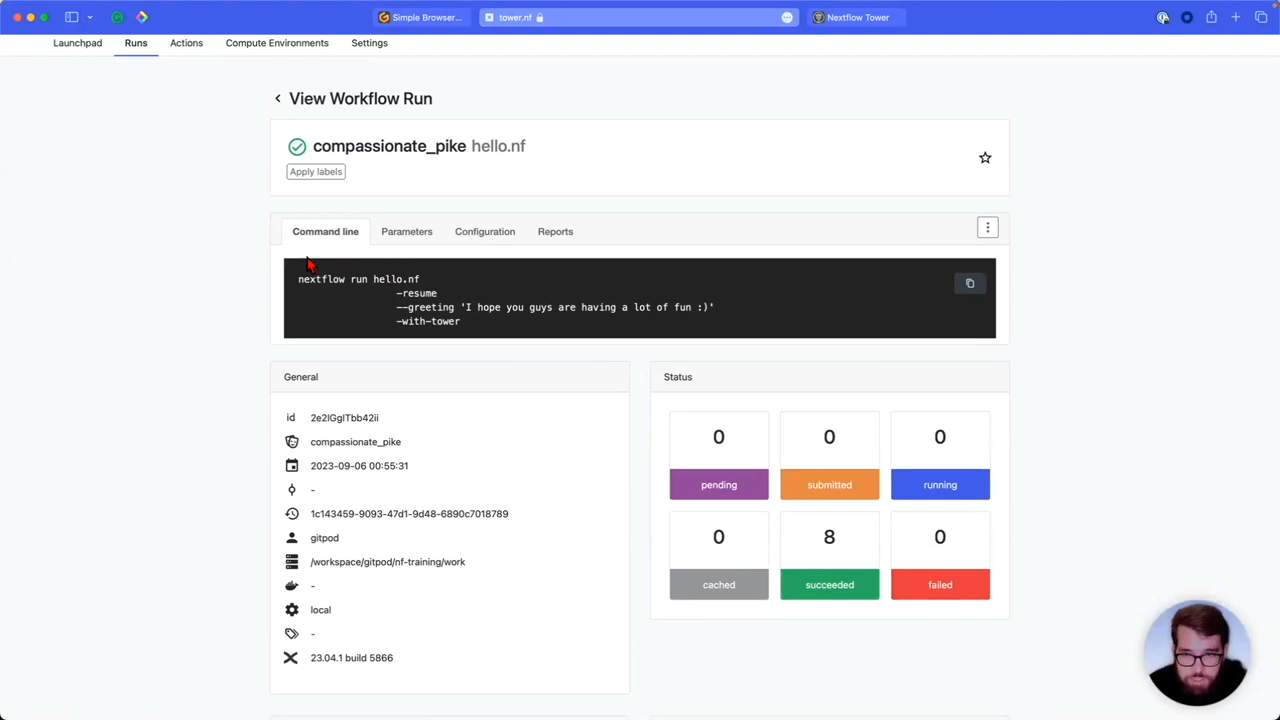 Simple Browser...
tower.nf
Nextflow Tower
Launchpad Runs Actions Compute Environments Settings
View Workflow Run
compassionate_pike hello.nf
Apply labels
Command line Parameters Configuration Reports
nextflow run hello.nf
-resume
--greeting 'I hope you guys are having a lot of fun :)'
-with-tower
General
id 2e2IGgITbb42ii
compassionate_pike
2023-09-06 00:55:31
-
1c143459-9093-47d1-9d48-6890c7018789
gitpod
/workspace/gitpod/nf-training/work
-
local
-
23.04.1 build 5866
Status
0 0 0
pending submitted running
0 8 0
cached succeeded failed